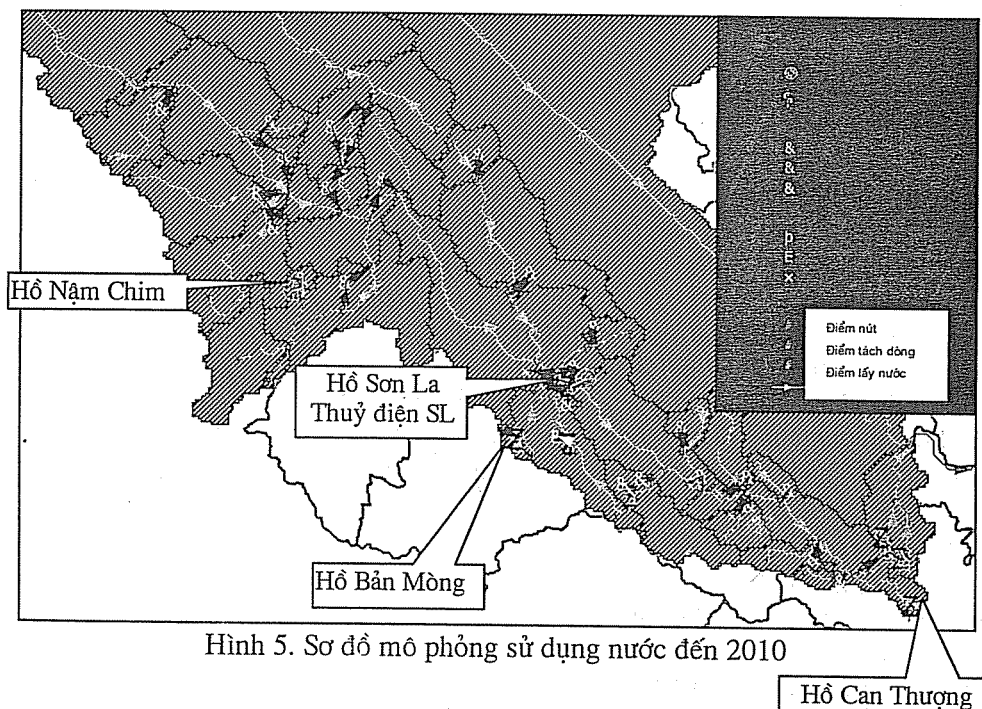 Hồ Nậm Chim
Hồ Sơn La
Thuỷ điện SL
Hồ Bản Mòng
Điểm nút
Điểm tách dòng
Điểm lấy nước
Hình 5. Sơ đồ mô phỏng sử dụng nước đến 2010
Hồ Can Thượng